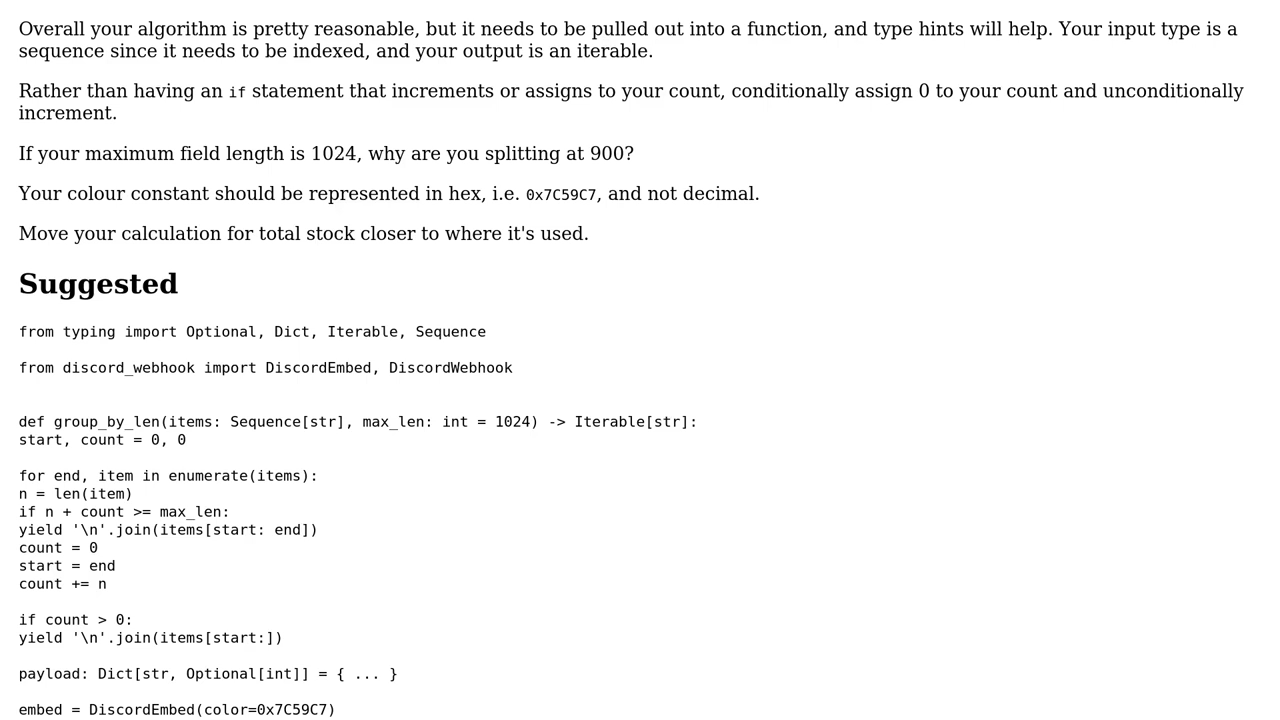 Overall your algorithm is pretty reasonable, but it needs to be pulled out into a function, and type hints will help. Your input type is a
sequence since it needs to be indexed, and your output is an iterable.
Rather than having an if statement that increments or assigns to your count, conditionally assign 0 to your count and unconditionally
increment.
If your maximum field length is 1024, why are you splitting at 900?
Your colour constant should be represented in hex, i.e. 0x7C59C7, and not decimal.
Move your calculation for total stock closer to where it's used.
Suggested
from typing import Optional, Dict, Iterable, Sequence
from discord_webhook import DiscordEmbed, DiscordWebhook
def group_by_len(items: Sequence[str], max_len: int = 1024) -> Iterable[str]:
start, count = 0, 0
for end, item in enumerate(items):
n = len(item)
if n + count >= max_len:
yield '\n'.join(items[start: end])
count = 0
start = end
count += n
if count > 0:
yield '\n'.join(items[start:])
payload: Dict[str, Optional[int]] = { ... }
embed = DiscordEmbed(color=0x7C59C7)